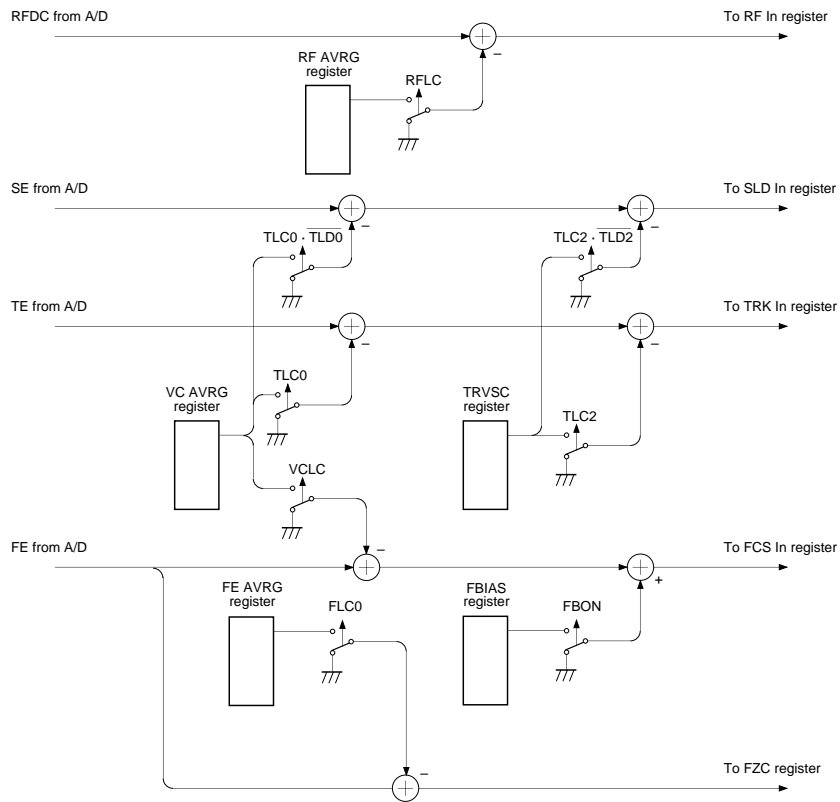 RFDC from A/D
To RF In register
RF AVRG
register
RFLC
−
SE from A/D
To SLD In register
TLC0 · T̅L̅D̅0̅
−
TLC2 · T̅L̅D̅2̅
−
TE from A/D
To TRK In register
−
−
VC AVRG
register
TLC0
TRVSC
register
TLC2
VCLC
FE from A/D
−
To FCS In register
+
FE AVRG
register
FLC0
FBIAS
register
FBON
−
To FZC register